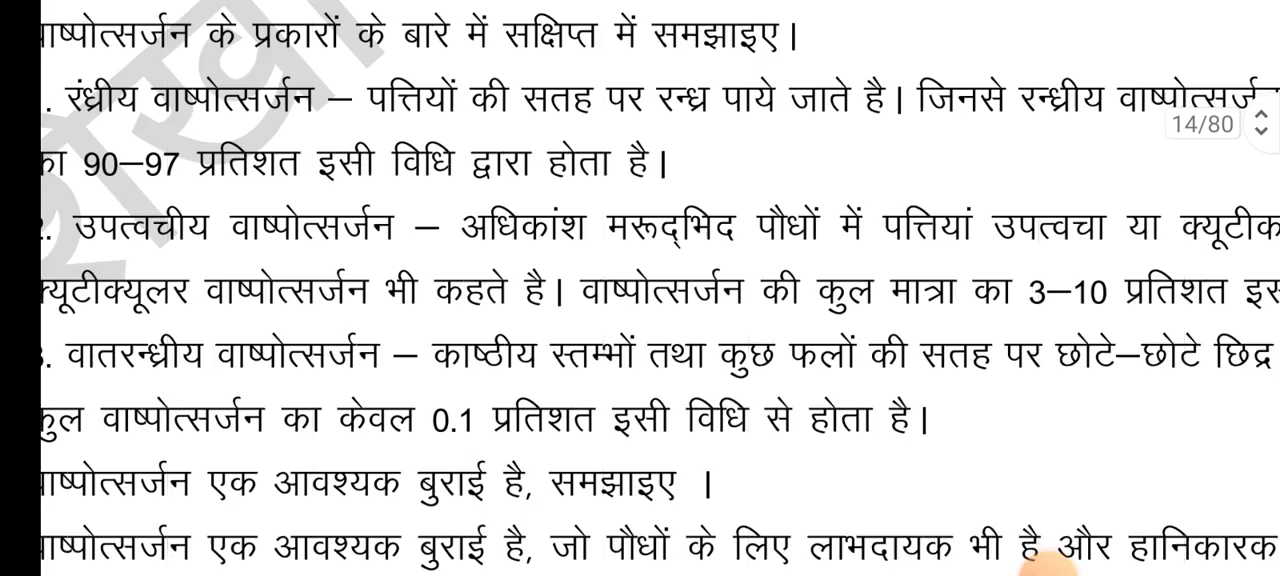 वाष्पोत्सर्जन के प्रकारों के बारे में सक्षिप्त में समझाइए।
. रंध्रीय वाष्पोत्सर्जन – पत्तियों की सतह पर रन्ध्र पाये जाते है। जिनसे रन्ध्रीय
14/80
का 90–97 प्रतिशत इसी विधि द्वारा होता है।
2. उपत्वचीय वाष्पोत्सर्जन – अधिकांश मरूद्भिद पौधों में पत्तियां उपत्वचा या
क्यूटीक्यूलर वाष्पोत्सर्जन भी कहते है। वाष्पोत्सर्जन की कुल मात्रा का 3–10 प्रतिशत
3. वातरन्ध्रीय वाष्पोत्सर्जन – काष्ठीय स्तम्भों तथा कुछ फलों की सतह पर छोटे–छोटे छिद्र
कुल वाष्पोत्सर्जन का केवल 0.1 प्रतिशत इसी विधि से होता है।
वाष्पोत्सर्जन एक आवश्यक बुराई है, समझाइए ।
वाष्पोत्सर्जन एक आवश्यक बुराई है, जो पौधों के लिए लाभदायक भी है और हानिकारक